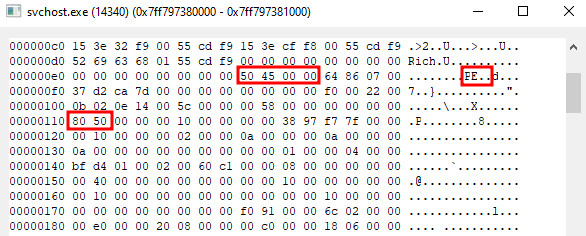 svchost.exe (14340) (0x7ff797380000 - 0x7ff797381000)
000000c0 15 3e 32 f9 00 55 cd f9 15 3e cf f8 00 55 cd f9 .>2..U...>...U..
000000d0 52 69 63 68 01 55 cd f9 00 00 00 00 00 00 00 00 Rich.U..........
000000e0 00 00 00 00 00 00 00 00 50 45 00 00 64 86 07 00 ........PE..d...
000000f0 37 d2 ca 7d 00 00 00 00 00 00 00 00 f0 00 22 00 7..}..........".
00000100 0b 02 0e 14 00 5c 00 00 00 58 00 00 00 00 00 00 .....\...X......
00000110 80 50 00 00 00 10 00 00 00 00 38 97 f7 7f 00 00 .P........8.....
00000120 00 10 00 00 00 02 00 00 0a 00 00 00 0a 00 00 00 ................
00000130 0a 00 00 00 00 00 00 00 00 10 01 00 00 04 00 00 ................
00000140 bf d4 01 00 02 00 60 c1 00 00 08 00 00 00 00 00 ......`.........
00000150 00 40 00 00 00 00 00 00 00 00 10 00 00 00 00 00 .@..............
00000160 00 10 00 00 00 00 00 00 00 00 00 00 10 00 00 00 ................
00000170 00 00 00 00 00 00 00 00 f0 91 00 00 6c 02 00 00 ............l...
00000180 00 e0 00 00 20 08 00 00 00 c0 00 00 18 06 00 00 .... ...........